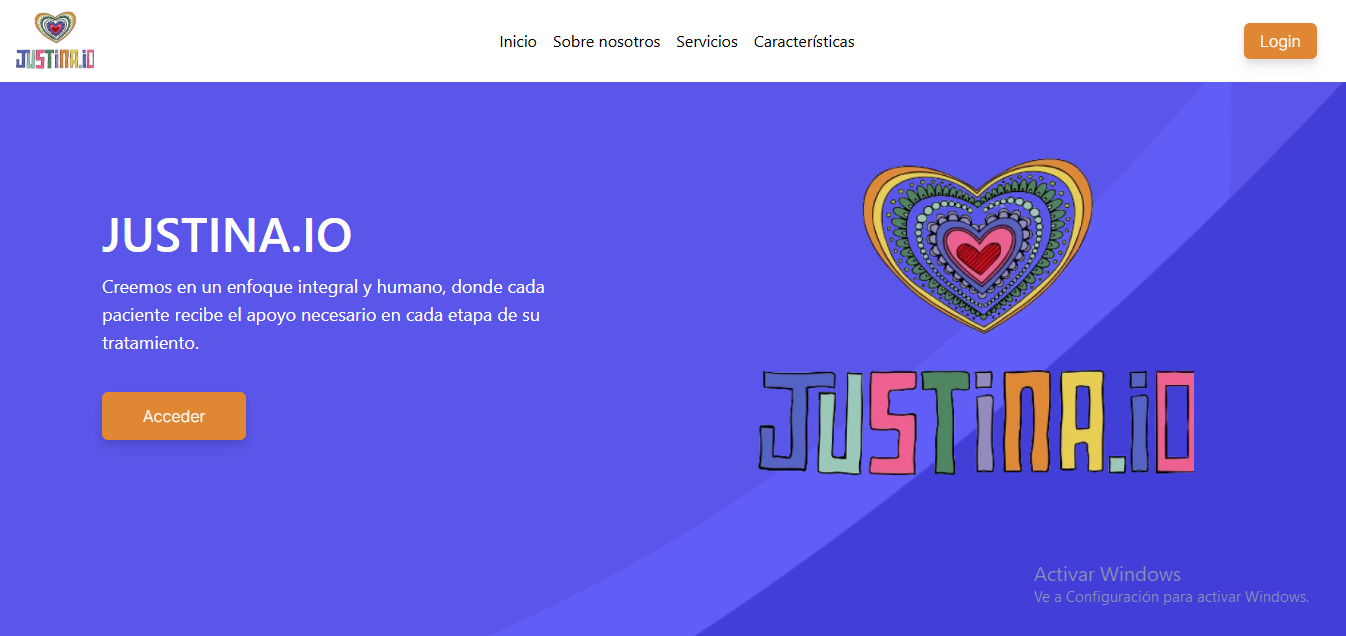 JUSTINA.IO
Inicio Sobre nosotros Servicios Características
Login
JUSTINA.IO
Creemos en un enfoque integral y humano, donde cada
paciente recibe el apoyo necesario en cada etapa de su
tratamiento.
Acceder
JUSTiNA.iO
Activar Windows
Ve a Configuración para activar Windows.